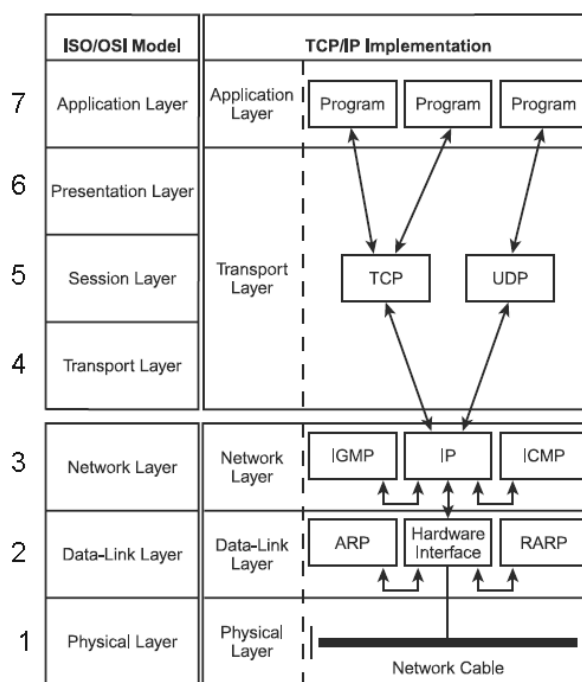 ISO/OSI Model TCP/IP Implementation
7 Application Layer Application Layer Program Program Program
6 Presentation Layer
5 Session Layer Transport Layer TCP UDP
4 Transport Layer
3 Network Layer Network Layer IGMP IP ICMP
2 Data-Link Layer Data-Link Layer ARP Hardware Interface RARP
1 Physical Layer Physical Layer
Network Cable